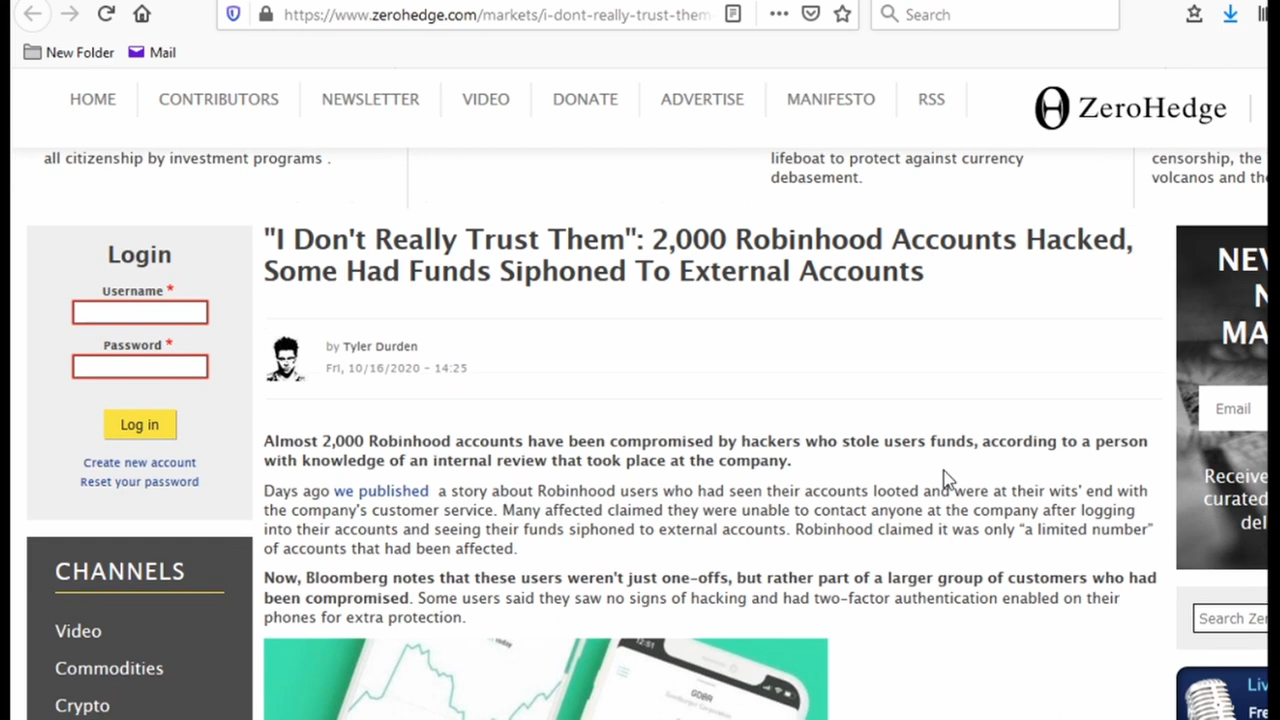 https://www.zerohedge.com/markets/i-dont-really-trust-them
Search
New Folder
Mail
HOME
CONTRIBUTORS
NEWSLETTER
VIDEO
DONATE
ADVERTISE
MANIFESTO
RSS
ZeroHedge
all citizenship by investment programs .
lifeboat to protect against currency
debasement.
censorship, the
volcanos and the
Login
Username *
Password *
Log in
Create new account
Reset your password
CHANNELS
Video
Commodities
Crypto
"I Don't Really Trust Them": 2,000 Robinhood Accounts Hacked,
Some Had Funds Siphoned To External Accounts
by Tyler Durden
Fri, 10/16/2020 - 14:25
Almost 2,000 Robinhood accounts have been compromised by hackers who stole users funds, according to a person
with knowledge of an internal review that took place at the company.
Days ago we published a story about Robinhood users who had seen their accounts looted and were at their wits' end with
the company's customer service. Many affected claimed they were unable to contact anyone at the company after logging
into their accounts and seeing their funds siphoned to external accounts. Robinhood claimed it was only “a limited number”
of accounts that had been affected.
Now, Bloomberg notes that these users weren't just one-offs, but rather part of a larger group of customers who had
been compromised. Some users said they saw no signs of hacking and had two-factor authentication enabled on their
phones for extra protection.
12:51
GDBR
MA
Email
Receive
curated
del
Search Ze
Liv
Fre